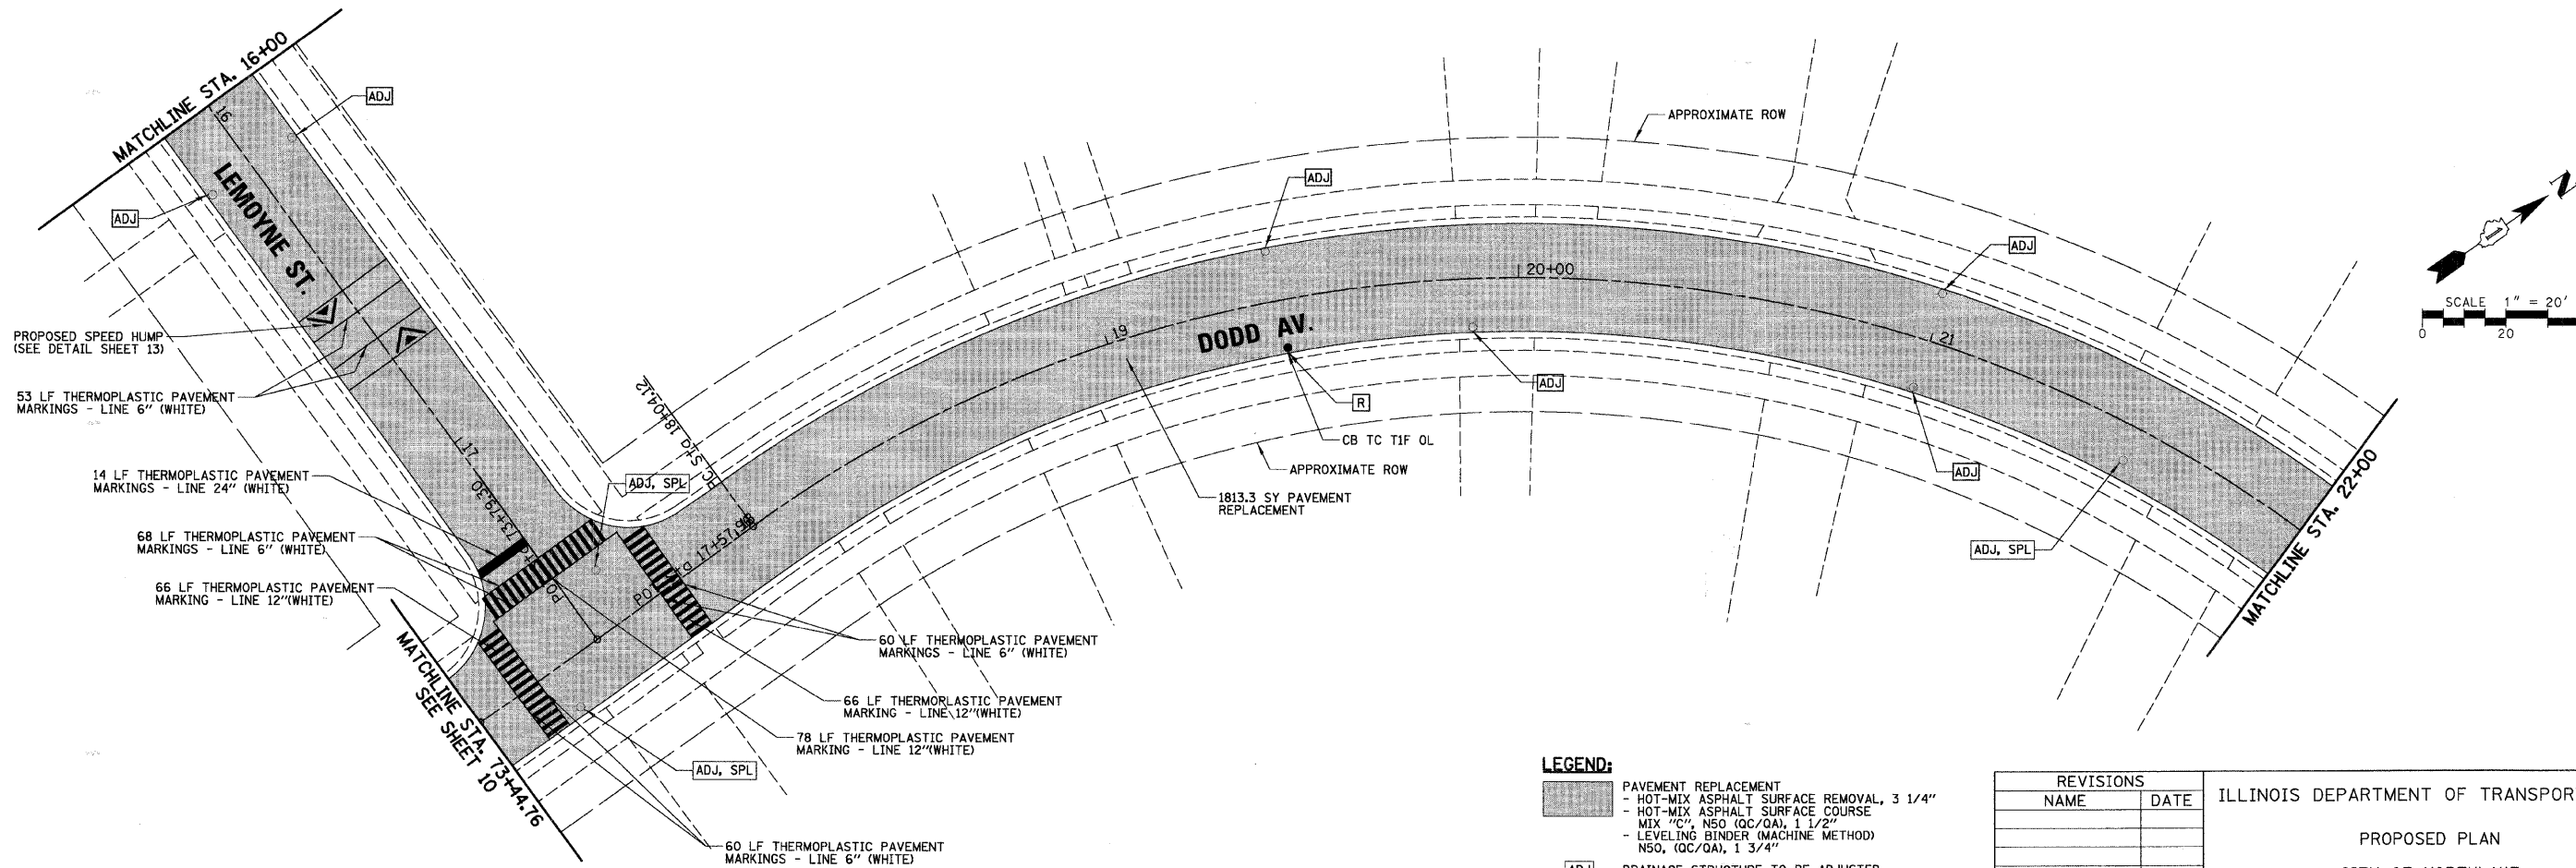 MATCHLINE STA. 16+00
16
ADJ
ADJ
LEMOYNE ST.
PROPOSED SPEED HUMP
(SEE DETAIL SHEET 13)
53 LF THERMOPLASTIC PAVEMENT
MARKINGS - LINE 6" (WHITE)
17
14 LF THERMOPLASTIC PAVEMENT
MARKINGS - LINE 24" (WHITE)
68 LF THERMOPLASTIC PAVEMENT
MARKINGS - LINE 6" (WHITE)
66 LF THERMOPLASTIC PAVEMENT
MARKING - LINE 12"(WHITE)
MATCHLINE STA. 73+44.76
SEE SHEET 10
ADJ, SPL
Sta 18+04.12
APPROXIMATE ROW
ADJ
20+00
19
DODD AV.
ADJ
21
ADJ
R
CB TC T1F OL
APPROXIMATE ROW
1813.3 SY PAVEMENT
REPLACEMENT
ADJ
ADJ, SPL
MATCHLINE STA. 22+00
N
SCALE 1" = 20'
0 20
60 LF THERMOPLASTIC PAVEMENT
MARKINGS - LINE 6" (WHITE)
66 LF THERMOPLASTIC PAVEMENT
MARKING - LINE 12"(WHITE)
78 LF THERMOPLASTIC PAVEMENT
MARKING - LINE 12"(WHITE)
ADJ, SPL
60 LF THERMOPLASTIC PAVEMENT
MARKINGS - LINE 6" (WHITE)
LEGEND:
PAVEMENT REPLACEMENT
- HOT-MIX ASPHALT SURFACE REMOVAL, 3 1/4"
- HOT-MIX ASPHALT SURFACE COURSE
MIX "C", N50 (QC/QA), 1 1/2"
- LEVELING BINDER (MACHINE METHOD)
N50, (QC/QA), 1 3/4"
REVISIONS
NAME DATE
ILLINOIS DEPARTMENT OF TRANSPOR
PROPOSED PLAN